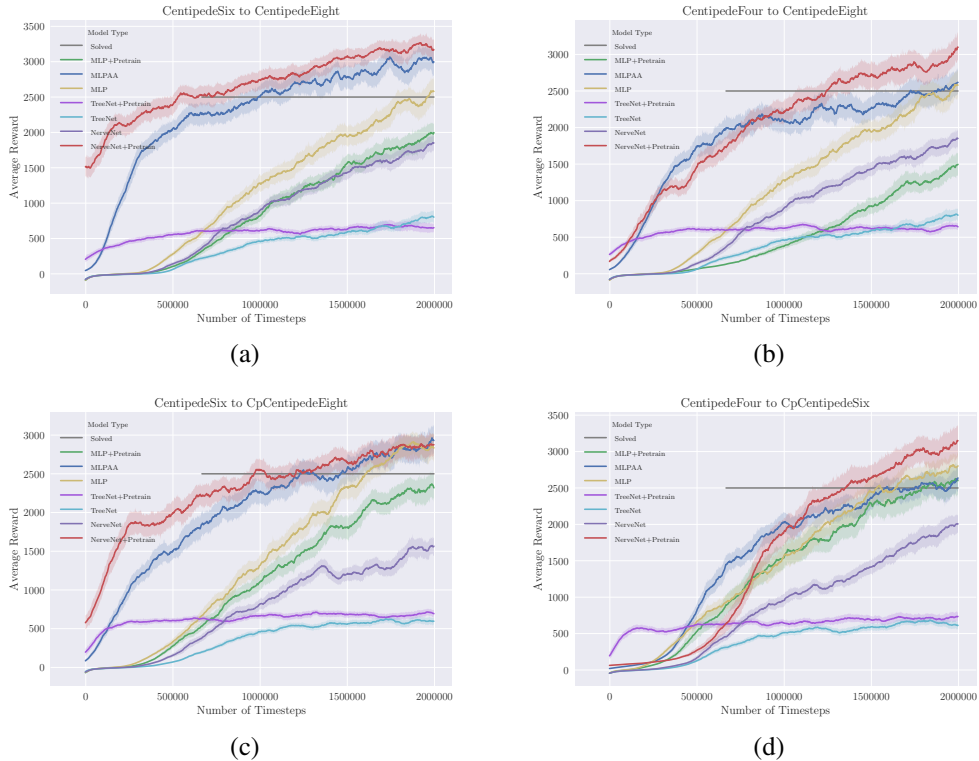 CentipedeSix to CentipedeEight
Model Type
Solved
MLP+Pretrain
MLPAA
MLP
TreeNet+Pretrain
TreeNet
NerveNet
NerveNet+Pretrain
3500
3000
2500
2000
1500
1000
500
0
Average Reward
0 500000 1000000 1500000 2000000
Number of Timesteps
(a)
CentipedeFour to CentipedeEight
Model Type
Solved
MLP+Pretrain
MLPAA
MLP
TreeNet+Pretrain
TreeNet
NerveNet
NerveNet+Pretrain
3000
2500
2000
1500
1000
500
0
Average Reward
0 500000 1000000 1500000 2000000
Number of Timesteps
(b)
CentipedeSix to CpCentipedeEight
Model Type
Solved
MLP+Pretrain
MLPAA
MLP
TreeNet+Pretrain
TreeNet
NerveNet
NerveNet+Pretrain
3000
2500
2000
1500
1000
500
0
Average Reward
0 500000 1000000 1500000 2000000
Number of Timesteps
(c)
CentipedeFour to CpCentipedeSix
Model Type
Solved
MLP+Pretrain
MLPAA
MLP
TreeNet+Pretrain
TreeNet
NerveNet
NerveNet+Pretrain
3500
3000
2500
2000
1500
1000
500
0
Average Reward
0 500000 1000000 1500000 2000000
Number of Timesteps
(d)